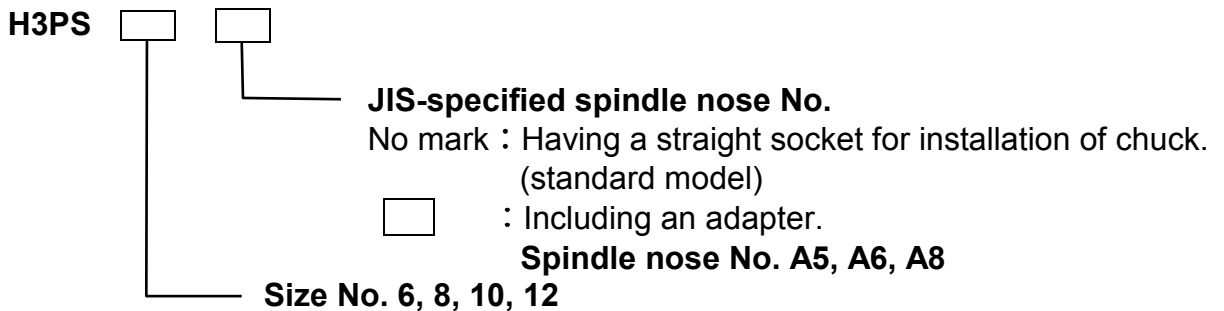 H3PS
JIS-specified spindle nose No.
No mark：Having a straight socket for installation of chuck.
(standard model)
：Including an adapter.
Spindle nose No. A5, A6, A8
Size No. 6, 8, 10, 12